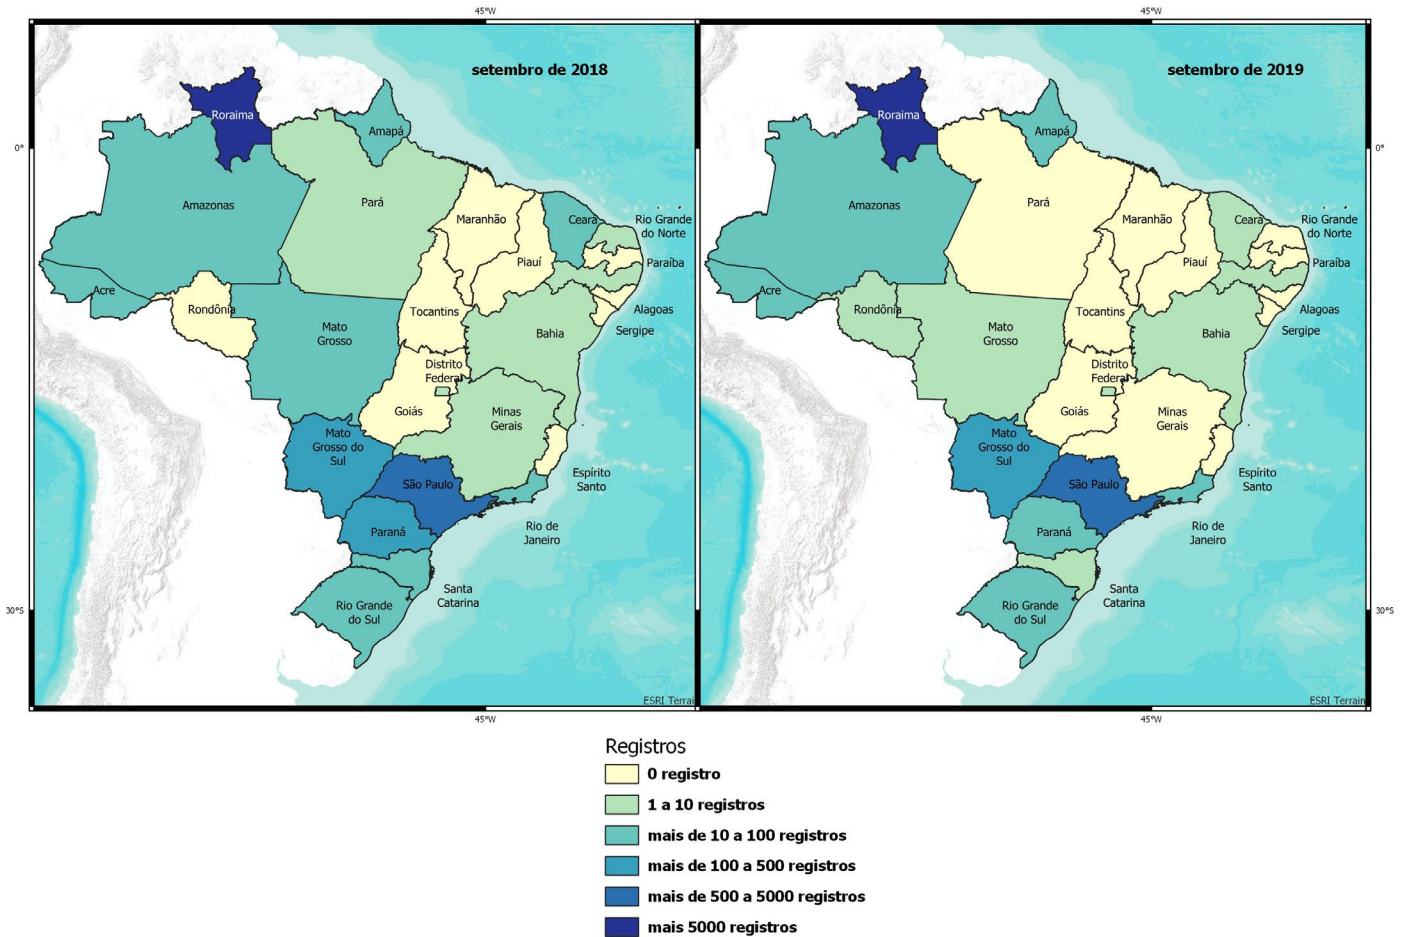 45°W
45°W
setembro de 2018
setembro de 2019
0°
0°
Roraima
Amapá
Amazonas
Pará
Maranhão
Ceará
Rio Grande
do Norte
Piauí
Paraíba
Acre
Rondônia
Tocantins
Alagoas
Sergipe
Mato
Grosso
Bahia
Distrito
Federal
Goiás
Minas
Gerais
Mato
Grosso do
Sul
Espírito
Santo
São Paulo
Rio de
Janeiro
Paraná
Santa
Catarina
Rio Grande
do Sul
30°S
ESRI Terrain
Roraima
Amapá
Amazonas
Pará
Maranhão
Ceará
Rio Grande
do Norte
Piauí
Paraíba
Acre
Rondônia
Tocantins
Alagoas
Sergipe
Mato
Grosso
Bahia
Distrito
Federal
Goiás
Minas
Gerais
Mato
Grosso do
Sul
Espírito
Santo
São Paulo
Rio de
Janeiro
Paraná
Santa
Catarina
Rio Grande
do Sul
30°S
ESRI Terrain
45°W
45°W
Registros
0 registro
1 a 10 registros
mais de 10 a 100 registros
mais de 100 a 500 registros
mais de 500 a 5000 registros
mais 5000 registros